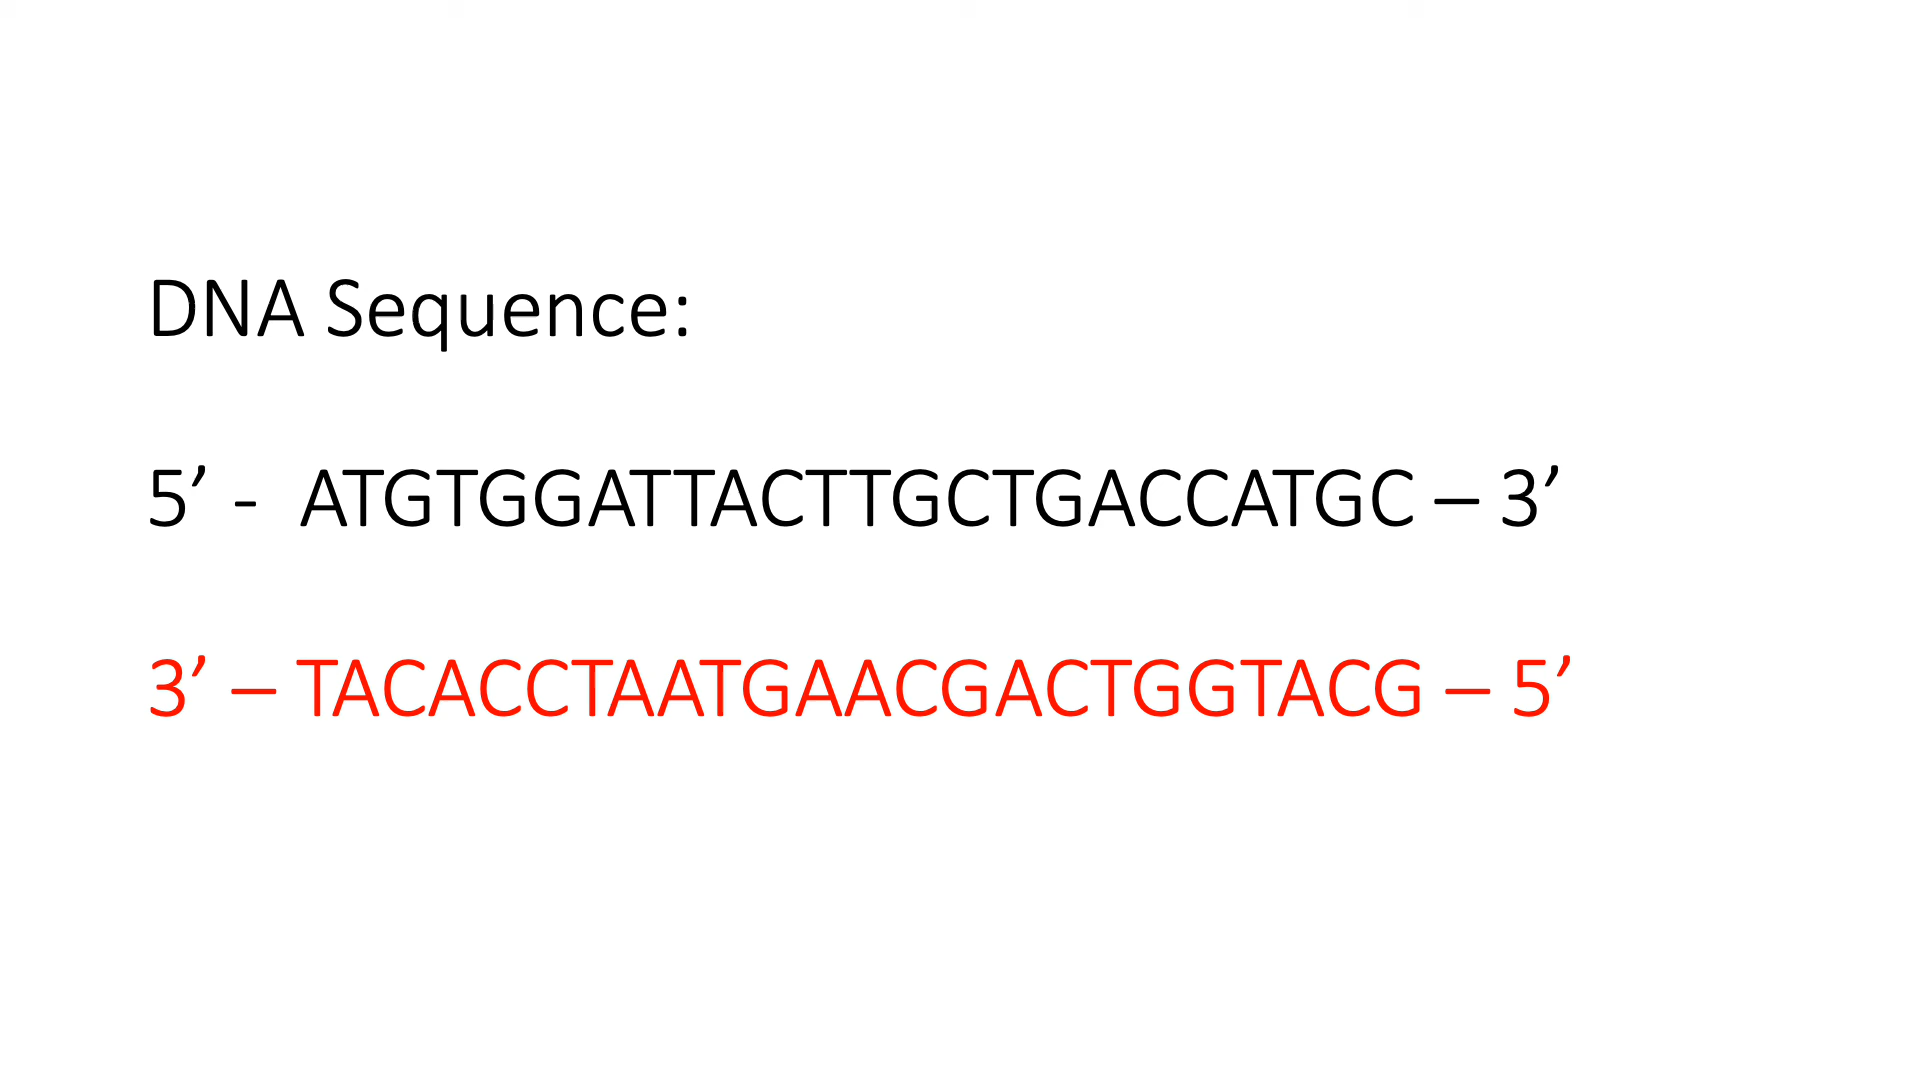 DNA Sequence:
5’ - ATGTGGATTACTTGCTGACCATGC – 3’
3’ – TACACCTAATGAACGACTGGTACG – 5’